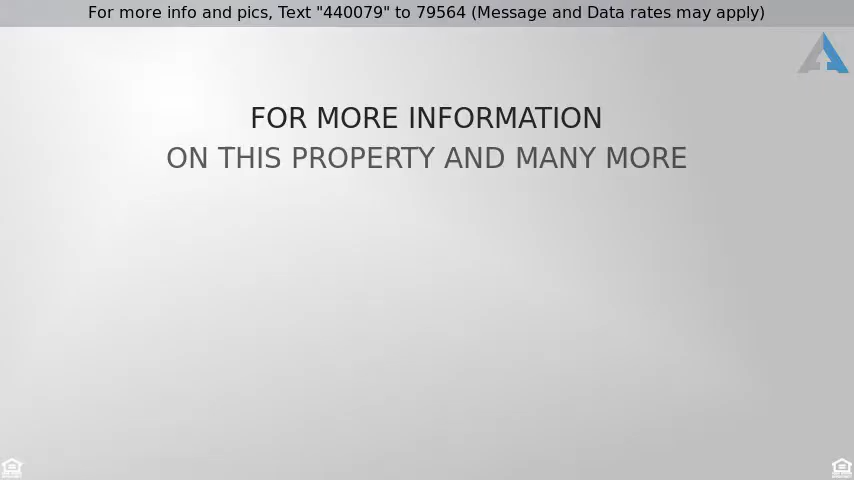 For more info and pics, Text "440079" to 79564 (Message and Data rates may apply)
FOR MORE INFORMATION
ON THIS PROPERTY AND MANY MORE